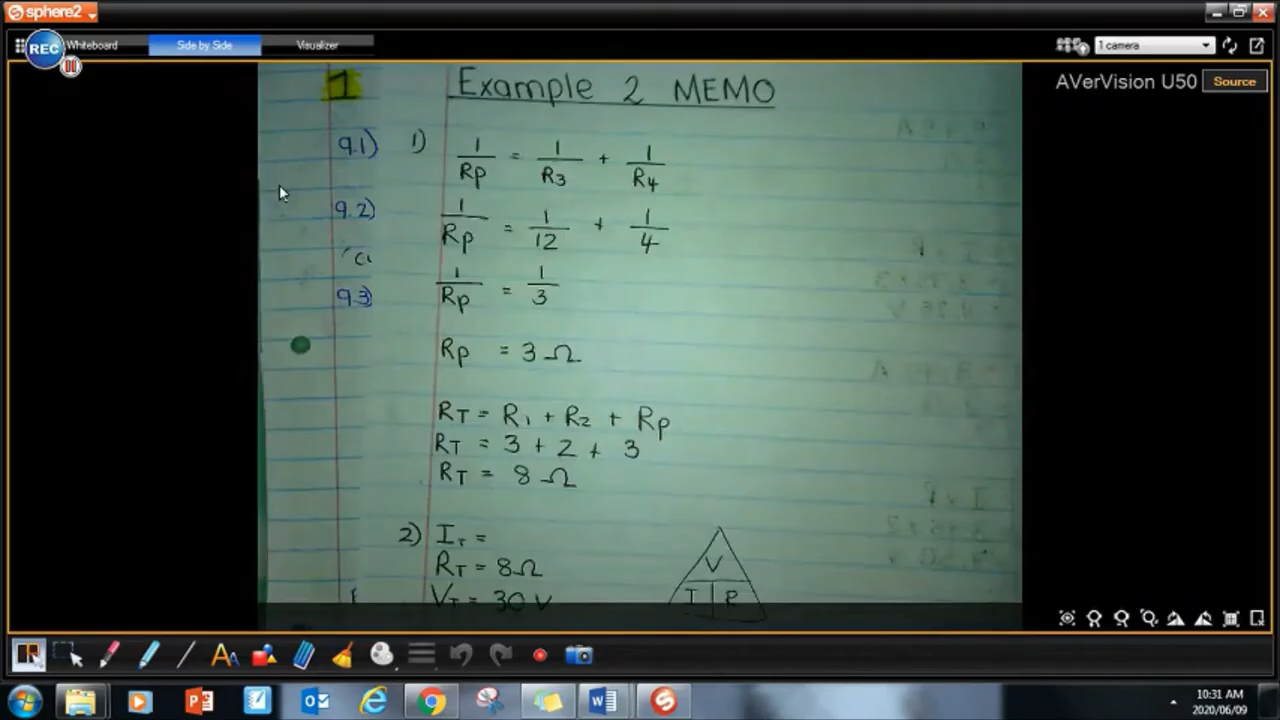 sphere2
REC
Whiteboard
Side by Side
Visualizer
1 camera
AVerVision U50
Source
1
Example 2 MEMO
9.1)
1) 1/Rp = 1/R3 + 1/R4
9.2)
1/Rp = 1/12 + 1/4
9.3)
1/Rp = 1/3
Rp = 3 Ω
RT = R1 + R2 + Rp
RT = 3 + 2 + 3
RT = 8 Ω
2) IT =
RT = 8Ω
VT = 30 V
V
I R
10:31 AM
2020/06/09